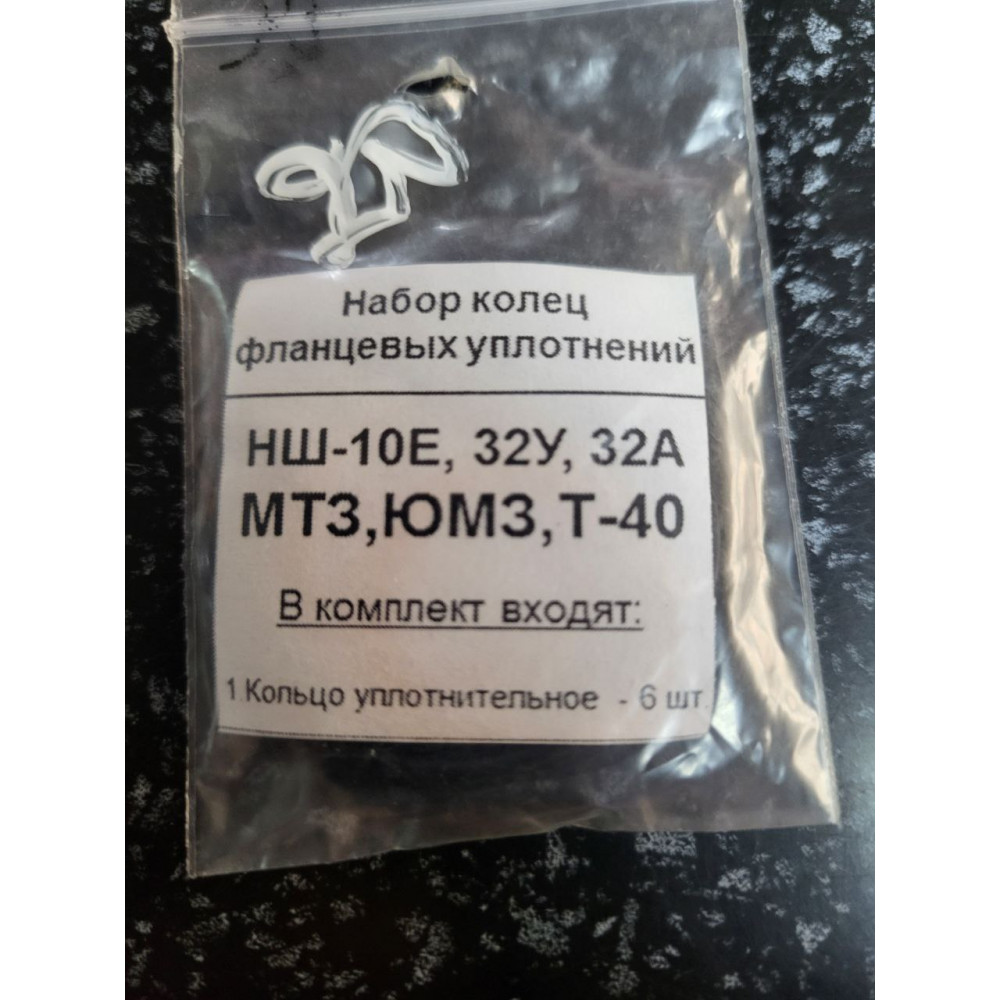 Набор колец
фланцевых уплотнений
НШ-10Е, 32У, 32А
МТЗ,ЮМЗ,Т-40
В комплект входят:
1 Кольцо уплотнительное - 6 шт.